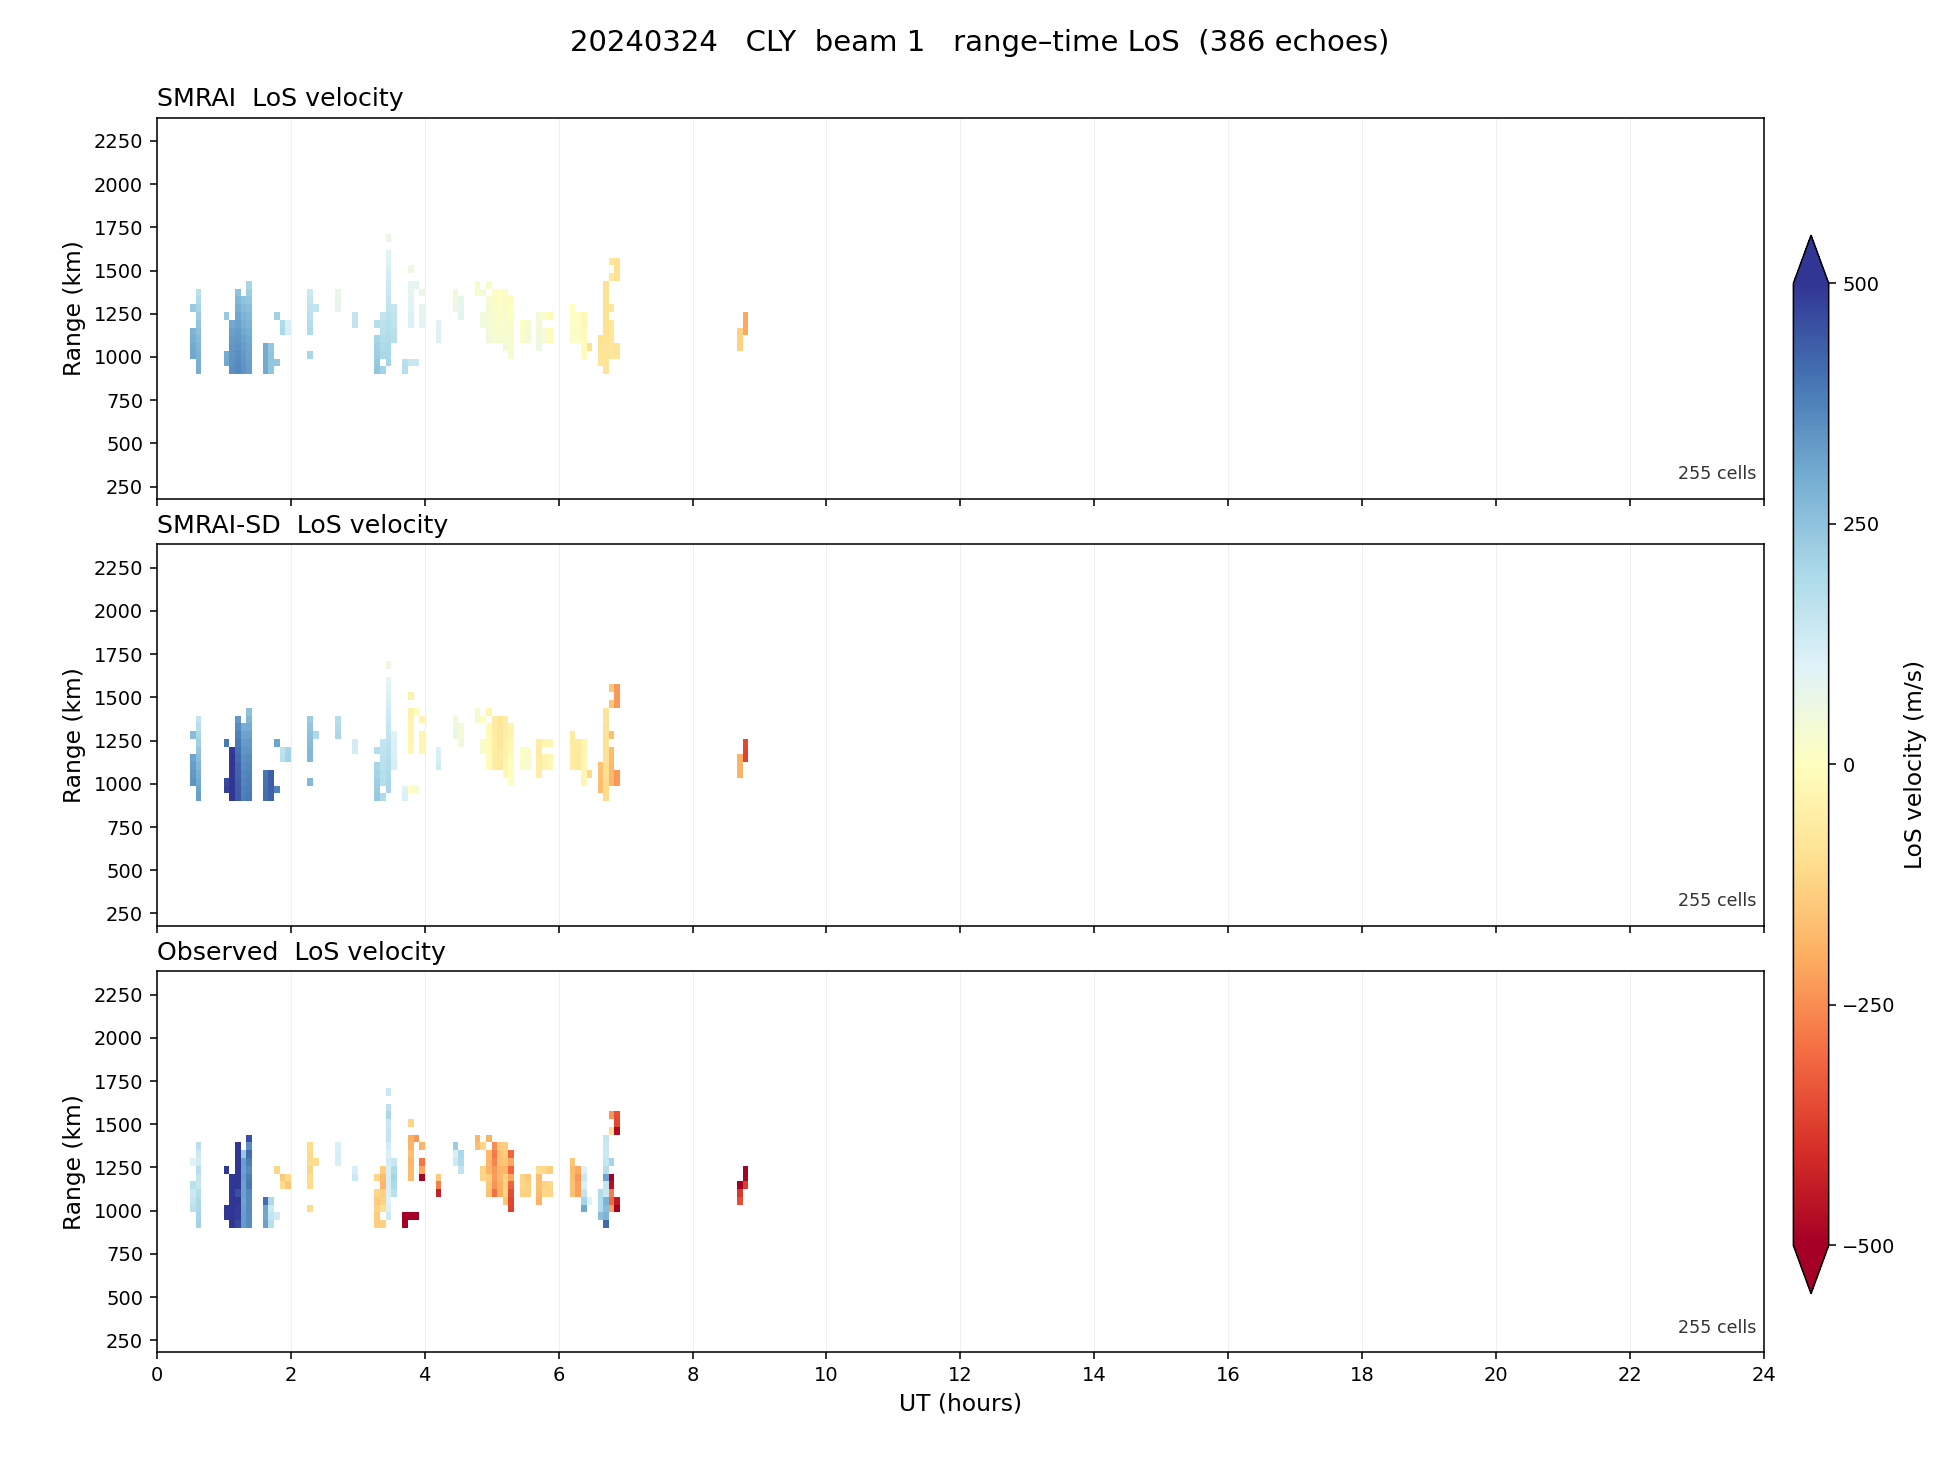 20240324   CLY  beam 1   range–time LoS  (386 echoes)
SMRAI  LoS velocity
2250
2000
1750
1500
1250
1000
750
500
250
Range (km)
255 cells
SMRAI-SD  LoS velocity
2250
2000
1750
1500
1250
1000
750
500
250
Range (km)
255 cells
Observed  LoS velocity
2250
2000
1750
1500
1250
1000
750
500
250
Range (km)
255 cells
0 2 4 6 8 10 12 14 16 18 20 22 24
UT (hours)
500
250
0
−250
−500
LoS velocity (m/s)